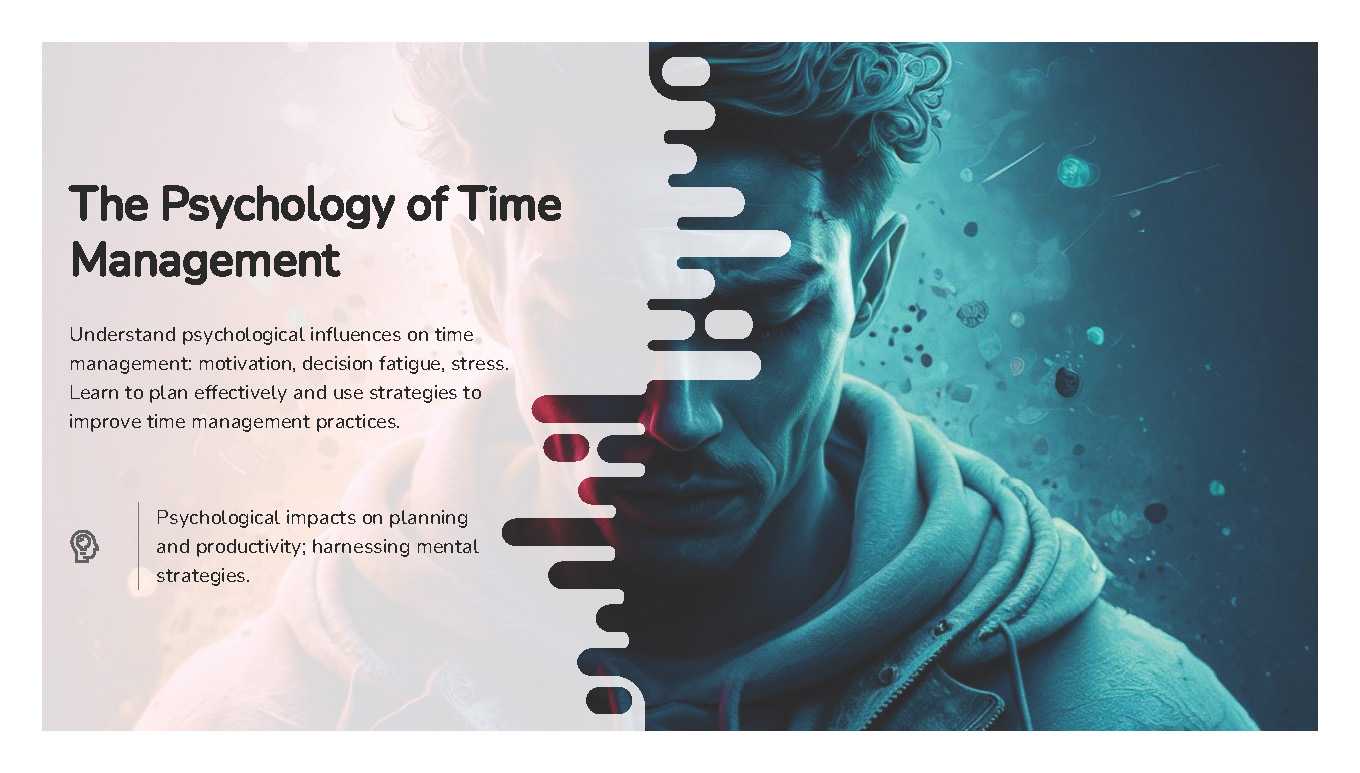 The Psychology of Time
Management
Understand psychological influences on time
management: motivation, decision fatigue, stress.
Learn to plan effectively and use strategies to
improve time management practices.
Psychological impacts on planning
and productivity; harnessing mental
strategies.